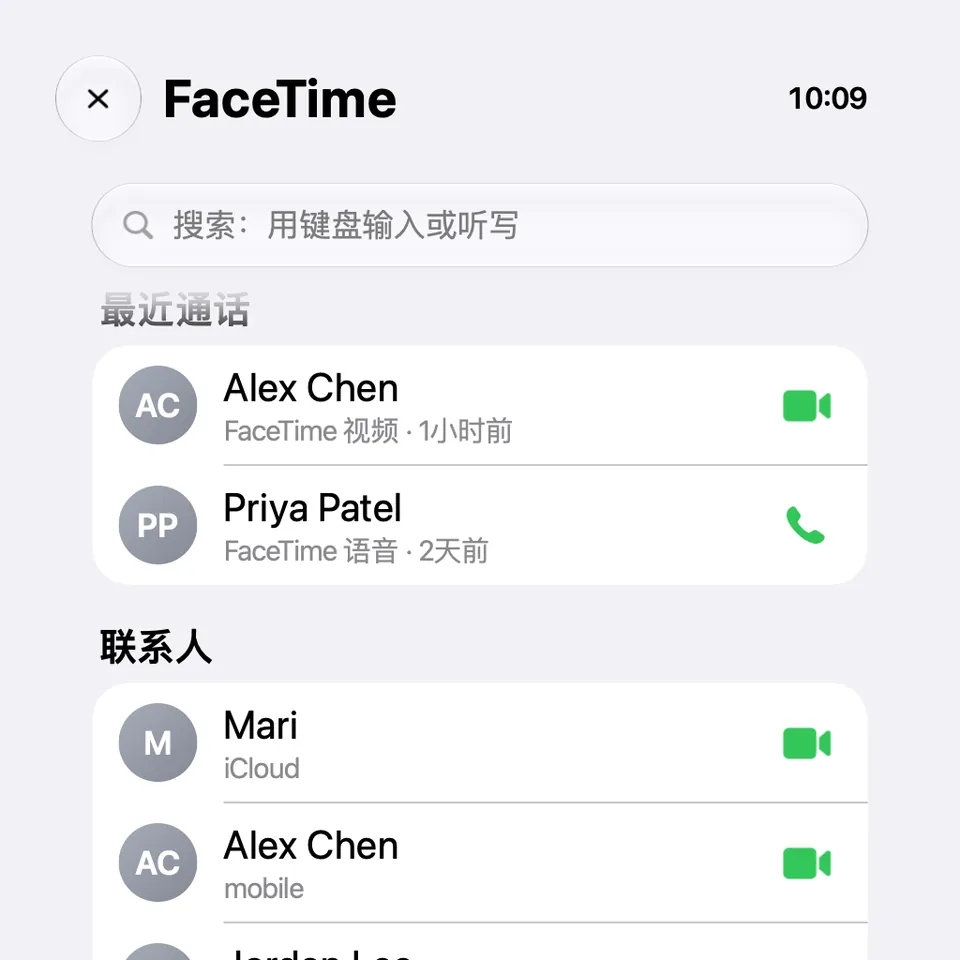 FaceTime
10:09
搜索：用键盘输入或听写
最近通话
AC
Alex Chen
FaceTime 视频 · 1小时前
PP
Priya Patel
FaceTime 语音 · 2天前
联系人
M
Mari
iCloud
AC
Alex Chen
mobile